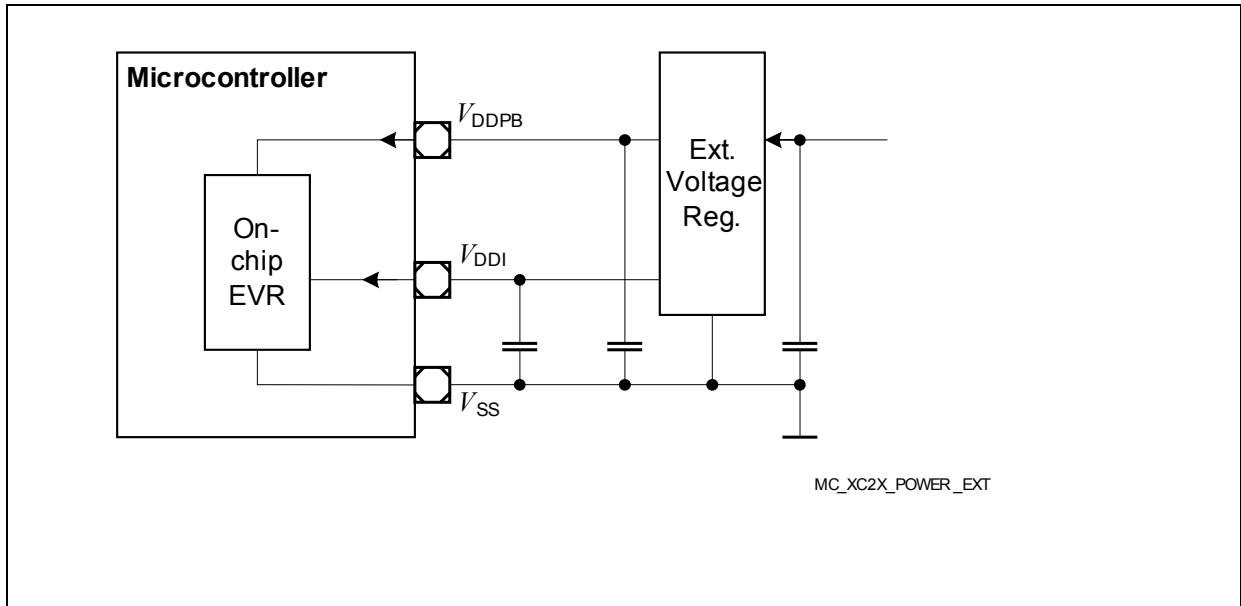 Microcontroller
VDDPB
Ext.
Voltage
Reg.
On-
chip
EVR
VDDI
VSS
MC_XC2X_POWER_EXT